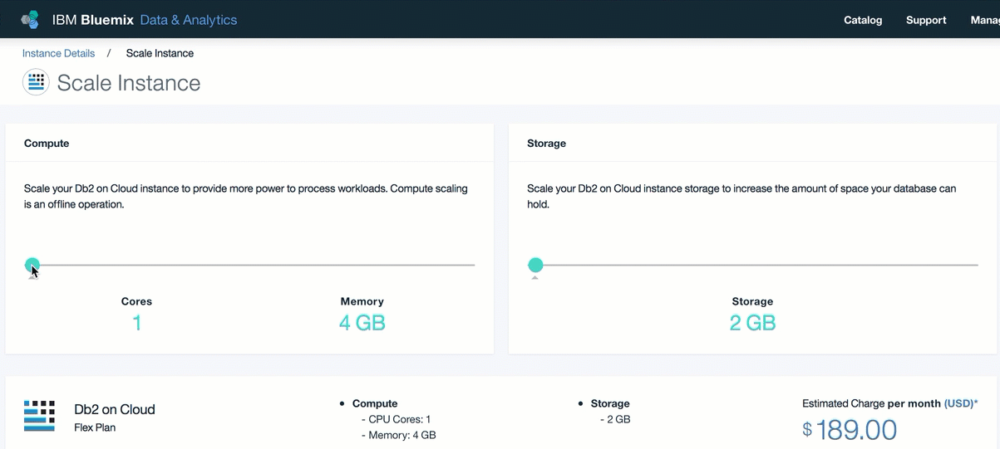 IBM Bluemix Data & Analytics
Catalog Support
Instance Details / Scale Instance
Scale Instance
Compute
Scale your Db2 on Cloud instance to provide more power to process workloads. Compute scaling
is an offline operation.
Cores
1
Memory
4 GB
Storage
Scale your Db2 on Cloud instance storage to increase the amount of space your database can
hold.
Storage
2 GB
Db2 on Cloud
Flex Plan
• Compute
- CPU Cores: 1
- Memory: 4 GB
• Storage
- 2 GB
Estimated Charge per month (USD)*
$189.00